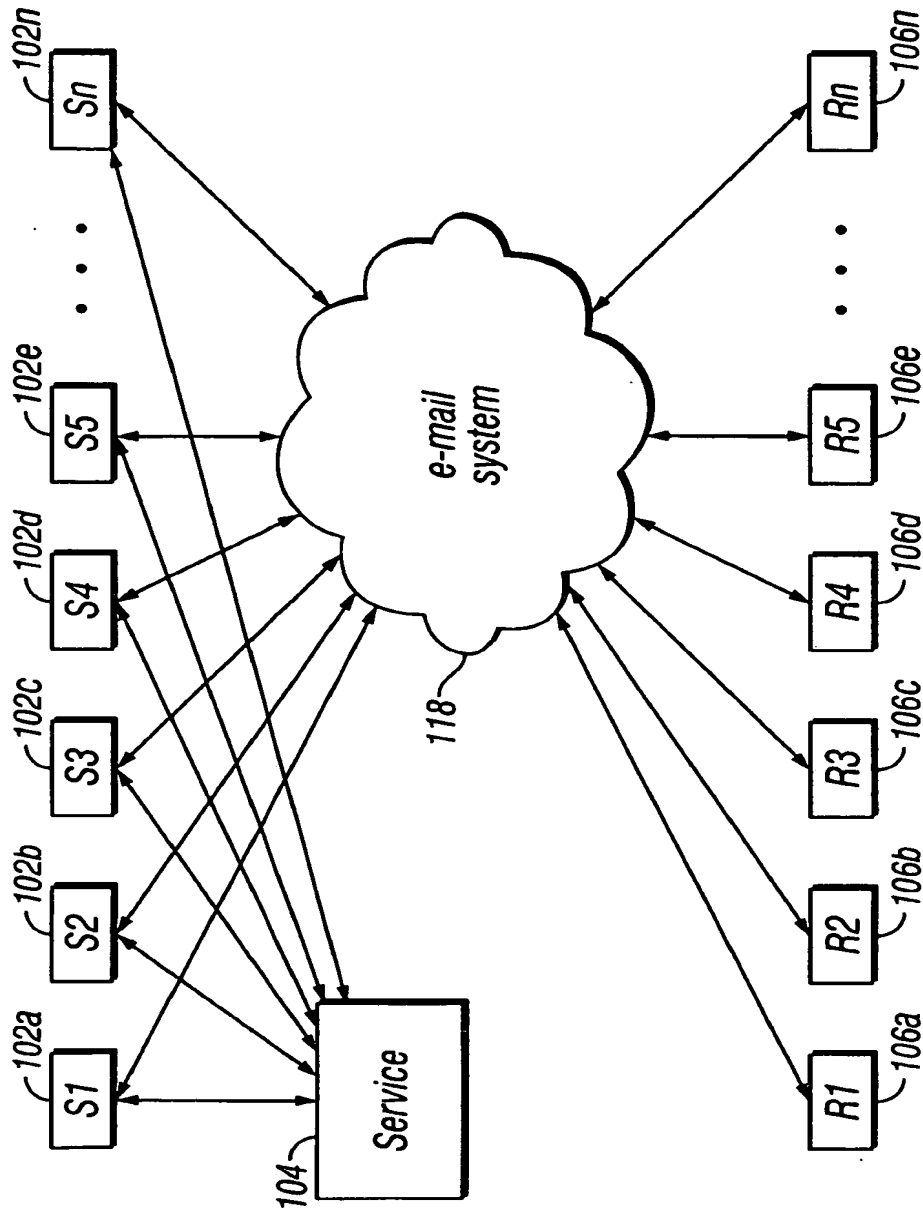 102a
102b
102c
102d
102e
102n
S1
S2
S3
S4
S5
Sn
104
Service
118
e-mail
system
R1
R2
R3
R4
R5
Rn
106a
106b
106c
106d
106e
106n